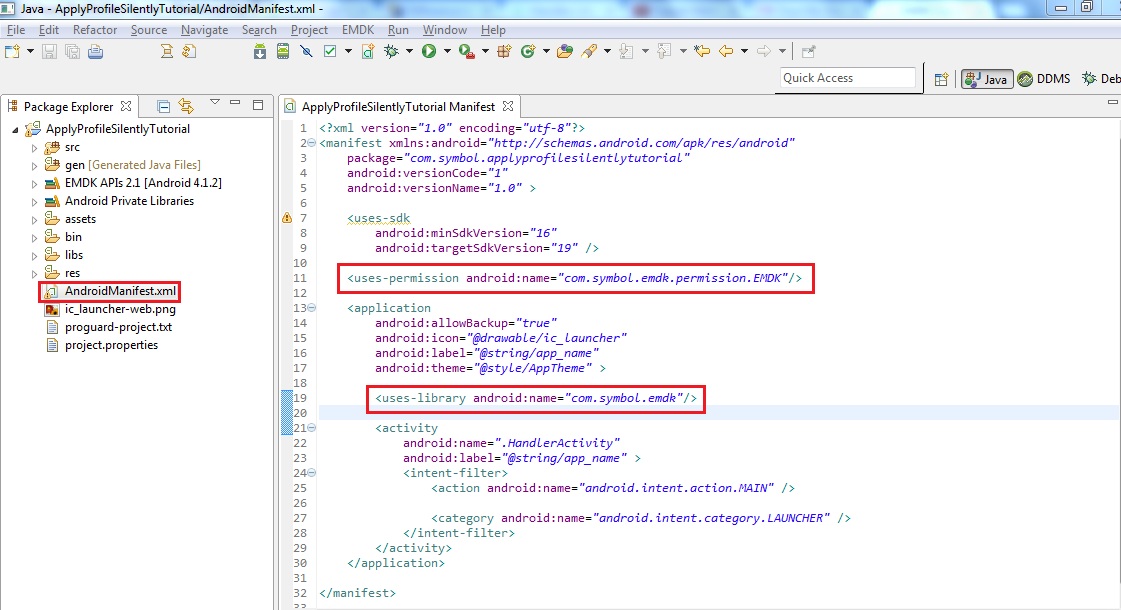 Java - ApplyProfileSilentlyTutorial/AndroidManifest.xml -
File Edit Refactor Source Navigate Search Project EMDK Run Window Help
Quick Access
Java
DDMS
Deb
Package Explorer
ApplyProfileSilentlyTutorial
src
gen [Generated Java Files]
EMDK APIs 2.1 [Android 4.1.2]
Android Private Libraries
assets
bin
libs
res
AndroidManifest.xml
ic_launcher-web.png
proguard-project.txt
project.properties
ApplyProfileSilentlyTutorial Manifest
1 <?xml version="1.0" encoding="utf-8"?>
2 <manifest xmlns:android="http://schemas.android.com/apk/res/android"
3 package="com.symbol.applyprofilesilentlytutorial"
4 android:versionCode="1"
5 android:versionName="1.0" >
6
7 <uses-sdk
8 android:minSdkVersion="16"
9 android:targetSdkVersion="19" />
10
11 <uses-permission android:name="com.symbol.emdk.permission.EMDK"/>
12
13 <application
14 android:allowBackup="true"
15 android:icon="@drawable/ic_launcher"
16 android:label="@string/app_name"
17 android:theme="@style/AppTheme" >
18
19 <uses-library android:name="com.symbol.emdk"/>
20
21 <activity
22 android:name=".HandlerActivity"
23 android:label="@string/app_name" >
24 <intent-filter>
25 <action android:name="android.intent.action.MAIN" />
26
27 <category android:name="android.intent.category.LAUNCHER" />
28 </intent-filter>
29 </activity>
30 </application>
31
32 </manifest>
33